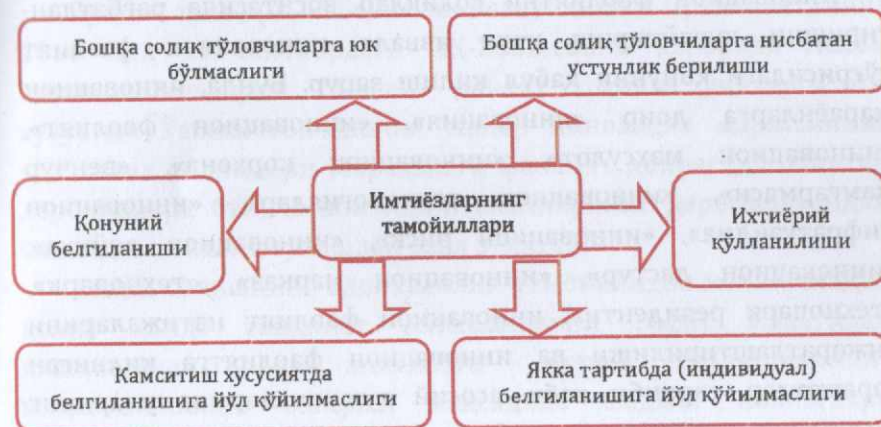 Бошқа солиқ тўловчиларга юк
бўлмаслиги
Бошқа солиқ тўловчиларга нисбатан
устунлик берилиши
Қонуний
белгиланиши
Имтиёзларнинг
тамойиллари
Ихтиёрий
қўлланилиши
Камситиш хусусиятда
белгиланишига йўл қўйилмаслиги
Якка тартибда (индивидуал)
белгиланишига йўл қўйилмаслиги